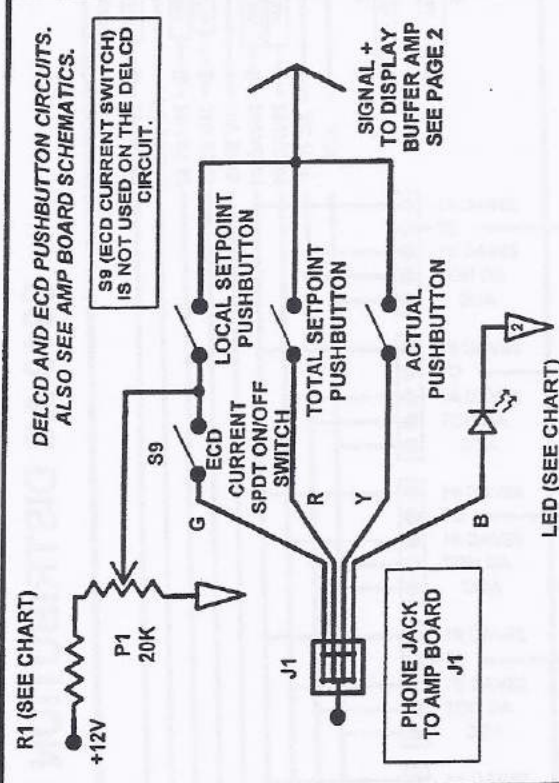 DELCD AND ECD PUSHBUTTON CIRCUITS.
ALSO SEE AMP BOARD SCHEMATICS.
R1 (SEE CHART)
+12V
P1
20K
S9 (ECD CURRENT SWITCH)
IS NOT USED ON THE DELCD
CIRCUIT.
S9
ECD
CURRENT
SPDT ON/OFF
SWITCH
LOCAL SETPOINT
PUSHBUTTON
TOTAL SETPOINT
PUSHBUTTON
ACTUAL
PUSHBUTTON
SIGNAL +
TO DISPLAY
BUFFER AMP
SEE PAGE 2
G
R
Y
B
J1
PHONE JACK
TO AMP BOARD
J1
2
LED (SEE CHART)